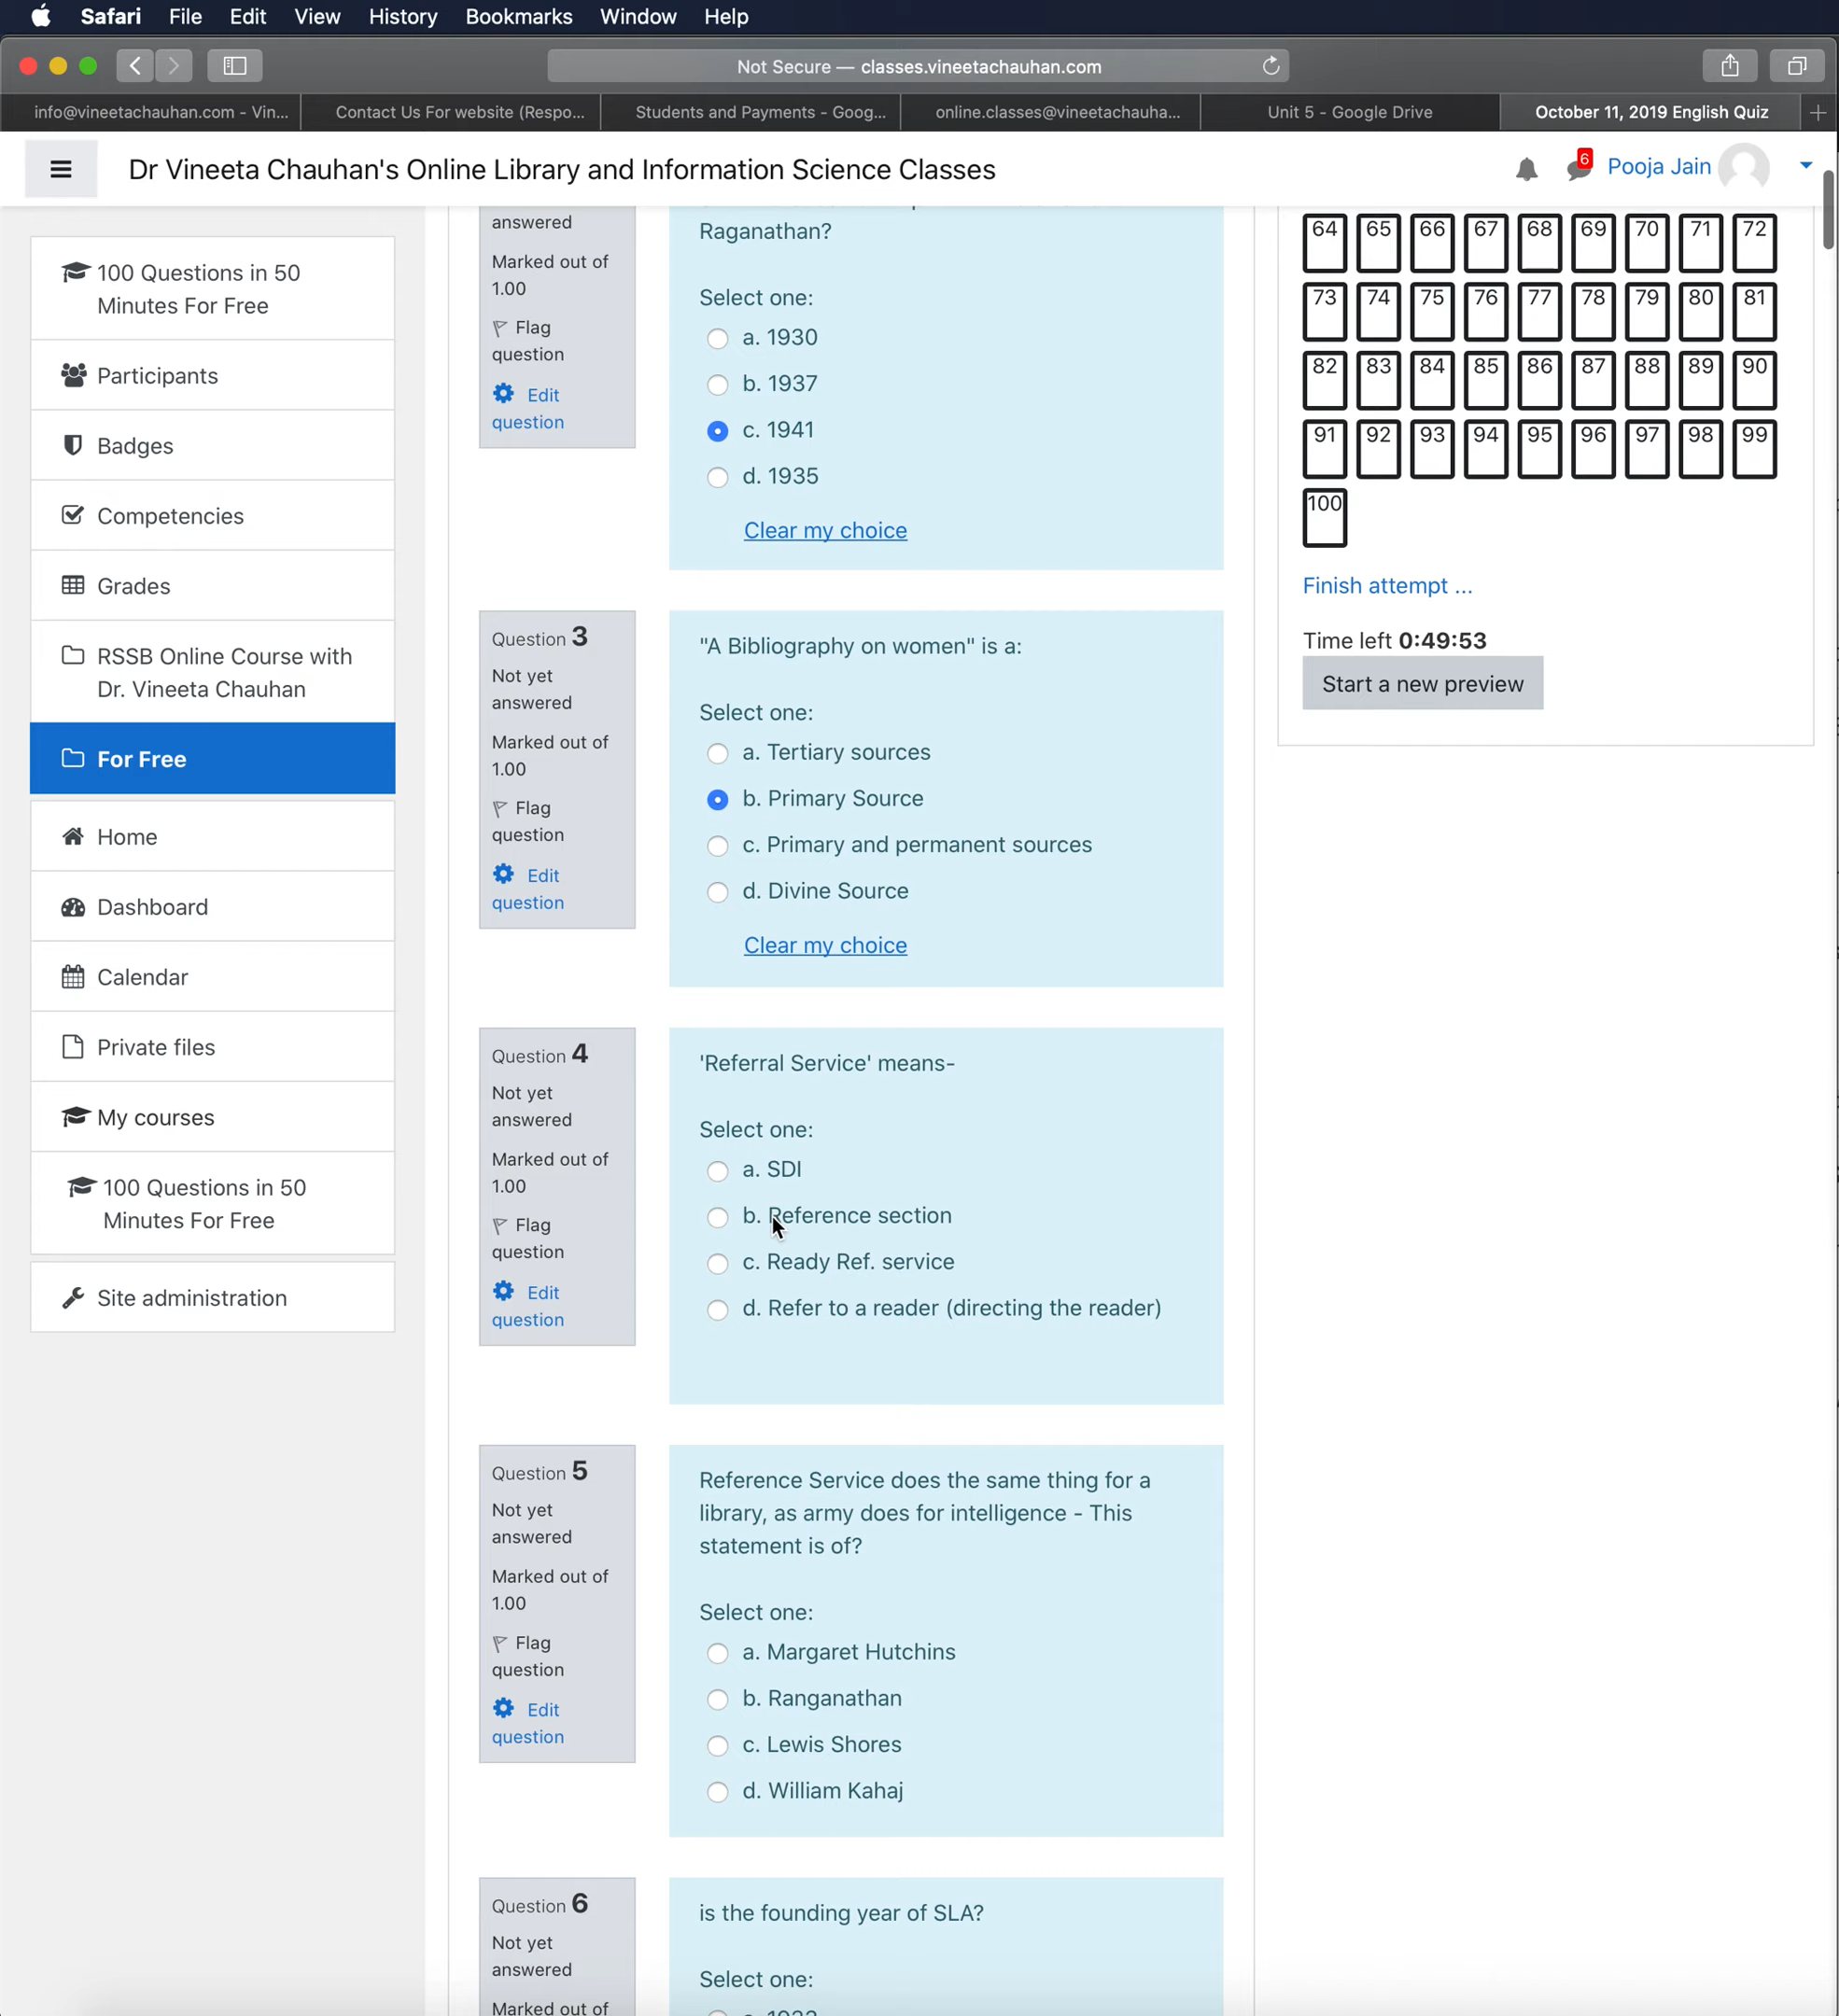 Safari File Edit View History Bookmarks Window Help
Not Secure — classes.vineetachauhan.com
info@vineetachauhan.com - Vin...
Contact Us For website (Respo...
Students and Payments - Goog...
online.classes@vineetachauha...
Unit 5 - Google Drive
October 11, 2019 English Quiz
Dr Vineeta Chauhan's Online Library and Information Science Classes
6
Pooja Jain
100 Questions in 50
Minutes For Free
Participants
Badges
Competencies
Grades
RSSB Online Course with
Dr. Vineeta Chauhan
For Free
Home
Dashboard
Calendar
Private files
My courses
100 Questions in 50
Minutes For Free
Site administration
answered
Marked out of
1.00
Flag
question
Edit
question
Raganathan?
Select one:
a. 1930
b. 1937
c. 1941
d. 1935
Clear my choice
Question 3
Not yet
answered
Marked out of
1.00
Flag
question
Edit
question
"A Bibliography on women" is a:
Select one:
a. Tertiary sources
b. Primary Source
c. Primary and permanent sources
d. Divine Source
Clear my choice
Question 4
Not yet
answered
Marked out of
1.00
Flag
question
Edit
question
'Referral Service' means-
Select one:
a. SDI
b. Reference section
c. Ready Ref. service
d. Refer to a reader (directing the reader)
Question 5
Not yet
answered
Marked out of
1.00
Flag
question
Edit
question
Reference Service does the same thing for a
library, as army does for intelligence - This
statement is of?
Select one:
a. Margaret Hutchins
b. Ranganathan
c. Lewis Shores
d. William Kahaj
Question 6
Not yet
answered
Marked out of
is the founding year of SLA?
Select one:
64 65 66 67 68 69 70 71 72
73 74 75 76 77 78 79 80 81
82 83 84 85 86 87 88 89 90
91 92 93 94 95 96 97 98 99
100
Finish attempt ...
Time left 0:49:53
Start a new preview